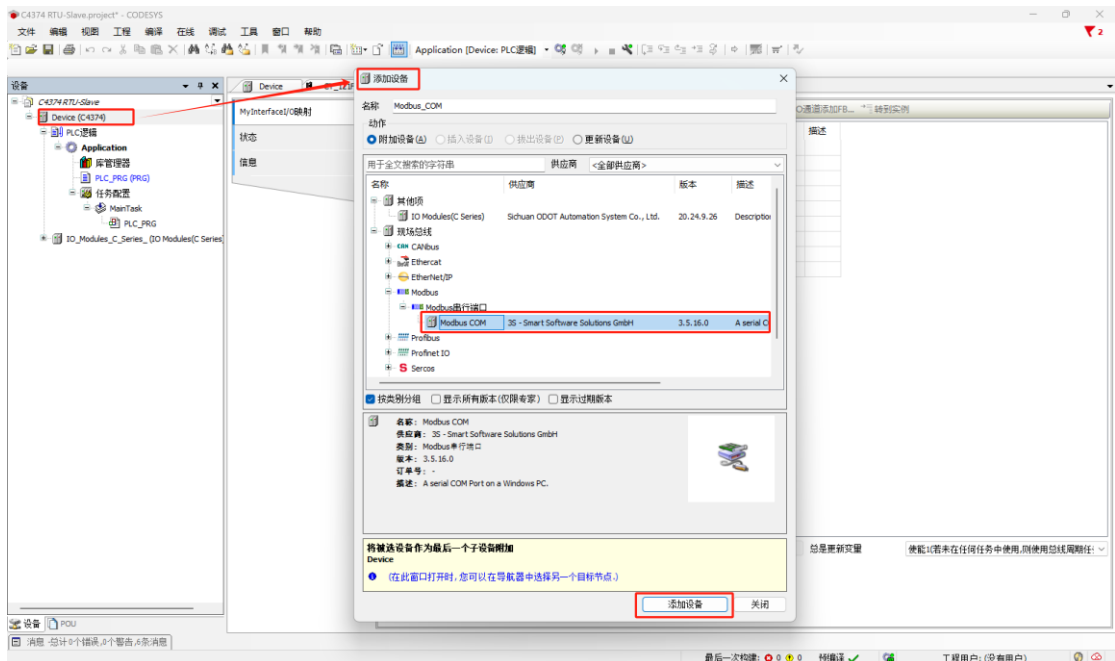 C4374 RTU-Slave.project* - CODESYS
文件 编辑 视图 工程 编译 在线 调试 工具 窗口 帮助
2
Application [Device: PLC逻辑]
设备
C4374 RTU-Slave
Device (C4374)
PLC逻辑
Application
库管理器
PLC_PRG (PRG)
任务配置
MainTask
PLC_PRG
IO_Modules_C_Series_ (IO Modules(C Series
设备 POU
消息 -总计0个错误,0个警告,6条消息
Device
MyInterfaceI/O映射
状态
信息
添加设备
名称 Modbus_COM
动作
附加设备(A) 插入设备(I) 拔出设备(P) 更新设备(U)
用于全文搜索的字符串 供应商 <全部供应商>
名称 供应商 版本 描述
其他项
IO Modules(C Series) Sichuan ODOT Automation System Co., Ltd. 20.24.9.26 Descriptio
现场总线
CANbus
Ethercat
EtherNet/IP
Modbus
Modbus串行端口
Modbus COM 3S - Smart Software Solutions GmbH 3.5.16.0 A serial C
Profibus
Profinet IO
Sercos
按类别分组 显示所有版本(仅限专家) 显示过期版本
名称: Modbus COM
供应商: 3S - Smart Software Solutions GmbH
类别: Modbus串行端口
版本: 3.5.16.0
订单号: -
描述: A serial COM Port on a Windows PC.
将被选设备作为最后一个子设备附加
Device
(在此窗口打开时,您可以在导航器中选择另一个目标节点.)
添加设备 关闭
O通道添加FB... 转到实例
描述
总是更新变量 使能1(若未在任何任务中使用,则使用总线周期任务
最后一次构建: 0 0 预编译 工程用户: (没有用户)